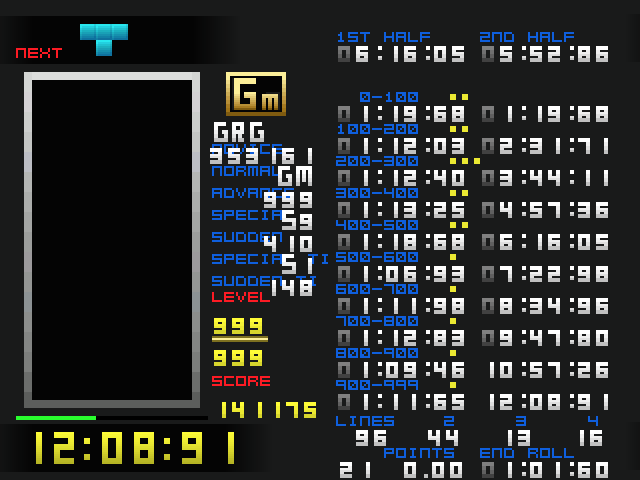 NEXT
Gm
GRG
NOVICE
353161
NORMAL
GM
ADVANCE
999
SPECIAL
59
SUDDEN
410
SPECIAL TI
51
SUDDEN TI
148
LEVEL
999
999
SCORE
141175
12:08:91
1ST HALF 2ND HALF
06:16:05 05:52:86
0-100
01:19:68 01:19:68
100-200
01:12:03 02:31:71
200-300
01:12:40 03:44:11
300-400
01:13:25 04:57:36
400-500
01:18:68 06:16:05
500-600
01:06:93 07:22:98
600-700
01:11:98 08:34:96
700-800
01:12:83 09:47:80
800-900
01:09:46 10:57:26
900-999
01:11:65 12:08:91
LINES 2 3 4
96 44 13 16
POINTS END ROLL
21 0.00 01:01:60